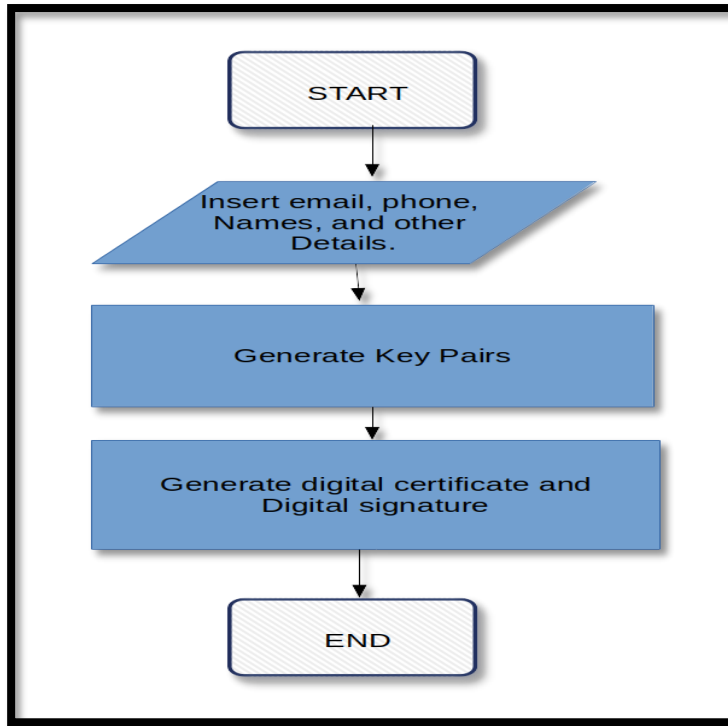 START
Insert email, phone,
Names, and other
Details.
Generate Key Pairs
Generate digital certificate and
Digital signature
END